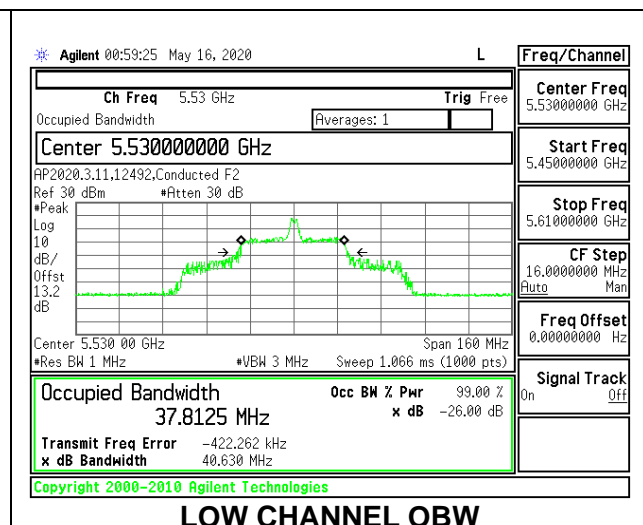 Agilent 00:59:25 May 16, 2020 L Freq/Channel
Ch Freq 5.53 GHz Trig Free
Occupied Bandwidth Averages: 1
Center 5.530000000 GHz
AP2020.3.11,12492,Conducted F2
Ref 30 dBm #Atten 30 dB
#Peak
Log
10
dB/
Offst
13.2
dB
Center 5.530 00 GHz Span 160 MHz
#Res BW 1 MHz #VBW 3 MHz Sweep 1.066 ms (1000 pts)
Occupied Bandwidth Occ BW % Pwr 99.00 %
37.8125 MHz x dB -26.00 dB
Transmit Freq Error -422.262 kHz
x dB Bandwidth 40.630 MHz
Copyright 2000-2010 Agilent Technologies
Center Freq
5.53000000 GHz
Start Freq
5.45000000 GHz
Stop Freq
5.61000000 GHz
CF Step
16.0000000 MHz
Auto Man
Freq Offset
0.00000000 Hz
Signal Track
On Off
LOW CHANNEL OBW